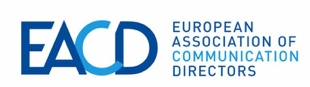 EACD
EUROPEAN
ASSOCIATION OF
COMMUNICATION
DIRECTORS